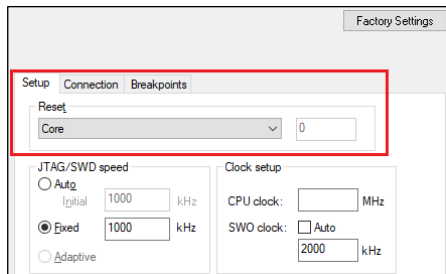 Factory Settings
Setup Connection Breakpoints
Reset
Core 0
JTAG/SWD speed
Auto
Initial 1000 kHz
Fixed 1000 kHz
Adaptive
Clock setup
CPU clock: MHz
SWO clock: Auto
2000 kHz